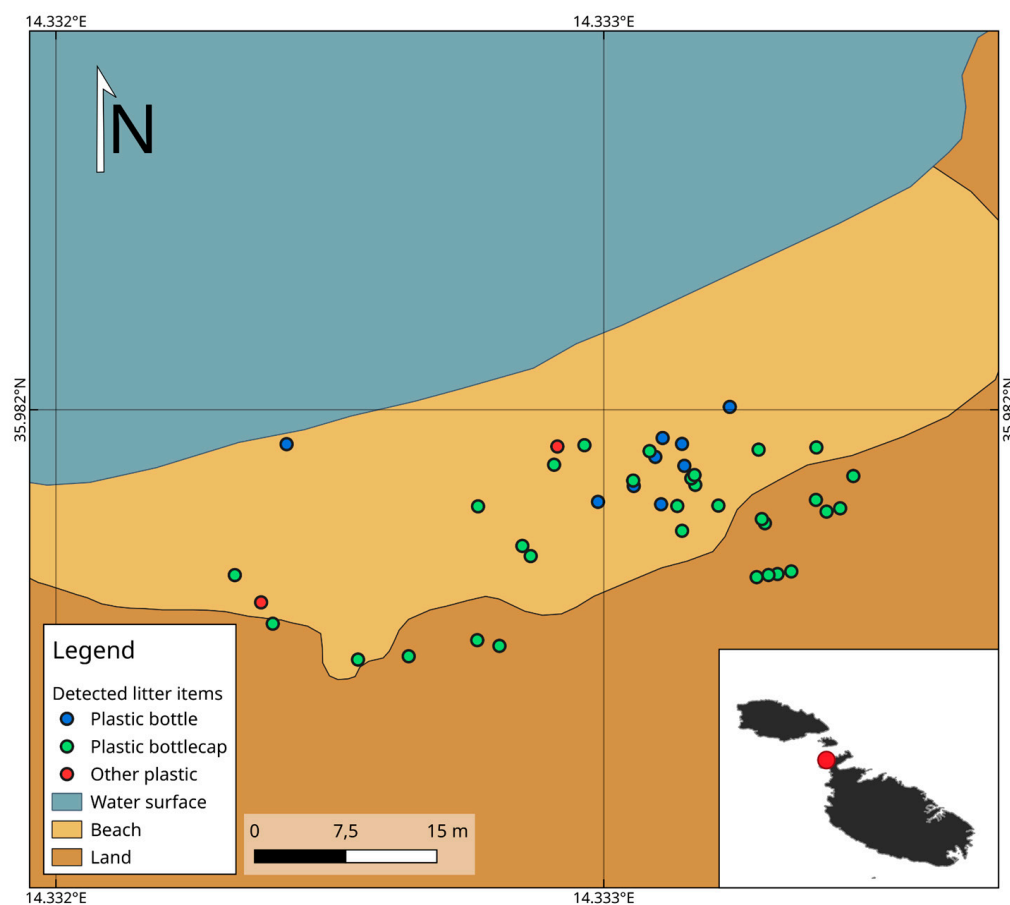 14.332°E 14.333°E
N
35.982°N 35.982°N
Legend
Detected litter items
Plastic bottle
Plastic bottlecap
Other plastic
Water surface
Beach
Land
0 7,5 15 m
14.332°E 14.333°E